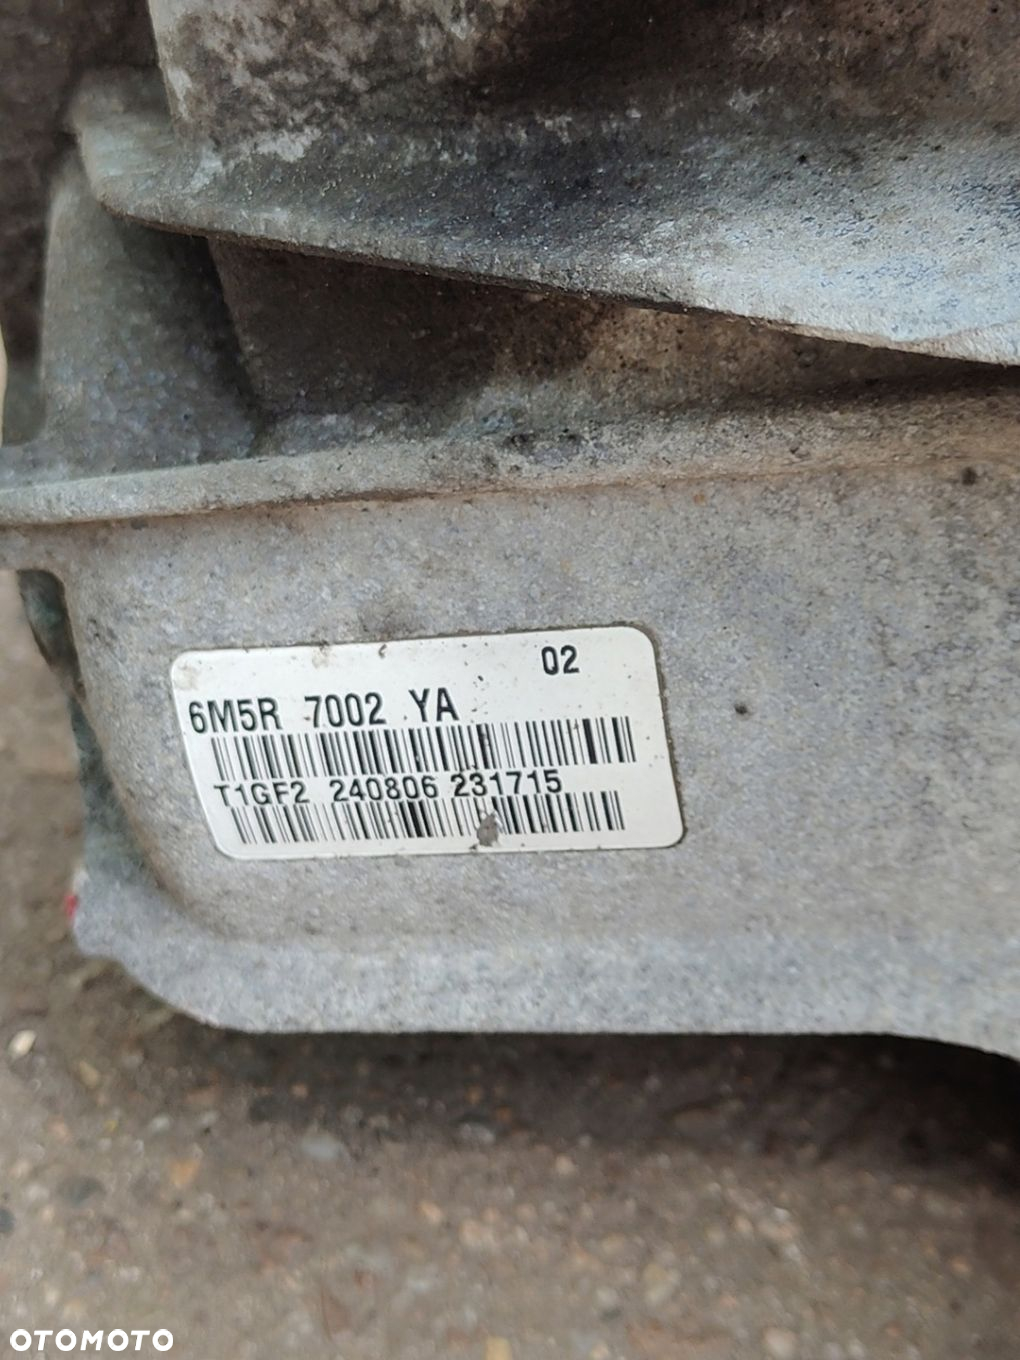 02
6M5R 7002 YA
T1GF2 240806 231715
OTOMOTO